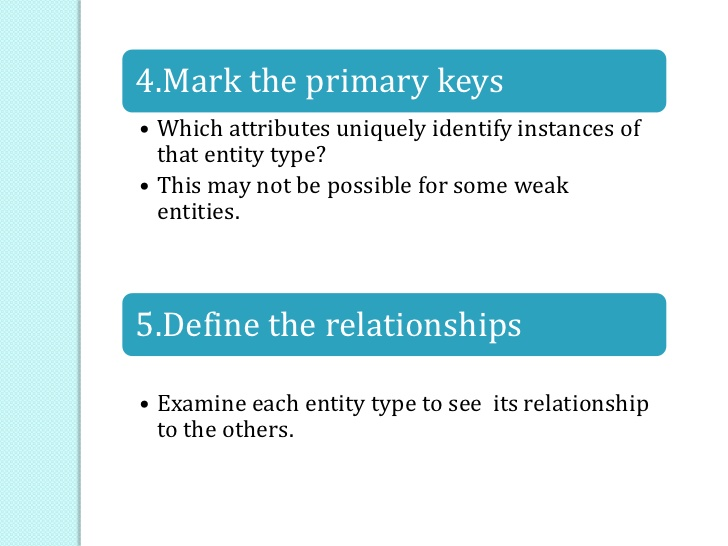 4.Mark the primary keys
• Which attributes uniquely identify instances of
that entity type?
• This may not be possible for some weak
entities.
5.Define the relationships
• Examine each entity type to see  its relationship
to the others.